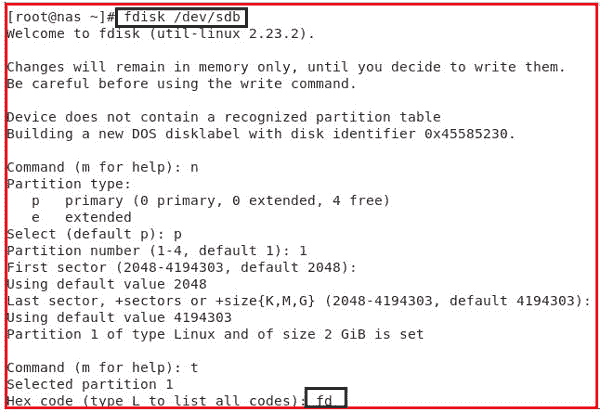 [root@nas ~]# fdisk /dev/sdb
Welcome to fdisk (util-linux 2.23.2).
Changes will remain in memory only, until you decide to write them.
Be careful before using the write command.
Device does not contain a recognized partition table
Building a new DOS disklabel with disk identifier 0x45585230.
Command (m for help): n
Partition type:
   p   primary (0 primary, 0 extended, 4 free)
   e   extended
Select (default p): p
Partition number (1-4, default 1): 1
First sector (2048-4194303, default 2048):
Using default value 2048
Last sector, +sectors or +size{K,M,G} (2048-4194303, default 4194303):
Using default value 4194303
Partition 1 of type Linux and of size 2 GiB is set
Command (m for help): t
Selected partition 1
Hex code (type L to list all codes): fd